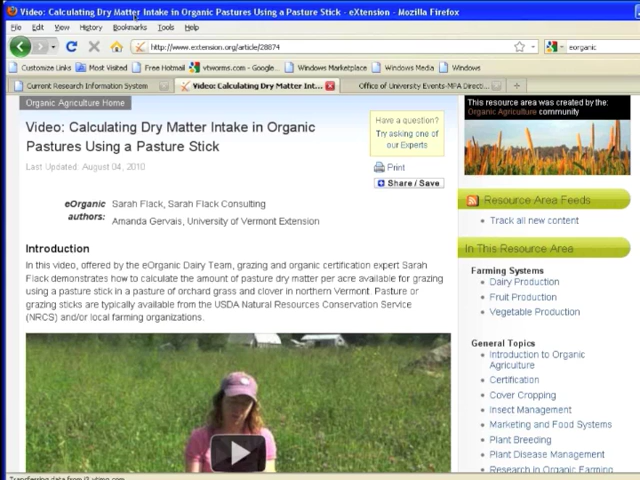 Video: Calculating Dry Matter Intake in Organic Pastures Using a Pasture Stick - eXtension - Mozilla Firefox
File Edit View History Bookmarks Tools Help
http://www.extension.org/article/28874
eorganic
Customize Links Most Visited Free Hotmail vtworms.com - Google... Windows Marketplace Windows Media Windows
Current Research Information System
Video: Calculating Dry Matter Int...
Office of University Events-MPA Directi...
Organic Agriculture Home
Video: Calculating Dry Matter Intake in Organic
Pastures Using a Pasture Stick
Last Updated: August 04, 2010
Have a question?
Try asking one of
our Experts
Print
Share / Save
eOrganic
authors:
Sarah Flack, Sarah Flack Consulting
Amanda Gervais, University of Vermont Extension
Introduction
In this video, offered by the eOrganic Dairy Team, grazing and organic certification expert Sarah
Flack demonstrates how to calculate the amount of pasture dry matter per acre available for grazing
using a pasture stick in a pasture of orchard grass and clover in northern Vermont. Pasture or
grazing sticks are typically available from the USDA Natural Resources Conservation Service
(NRCS) and/or local farming organizations.
This resource area was created by the:
Organic Agriculture community
Resource Area Feeds
Track all new content
In This Resource Area
Farming Systems
Dairy Production
Fruit Production
Vegetable Production
General Topics
Introduction to Organic
Agriculture
Certification
Cover Cropping
Insect Management
Marketing and Food Systems
Plant Breeding
Plant Disease Management
Research in Organic Farming